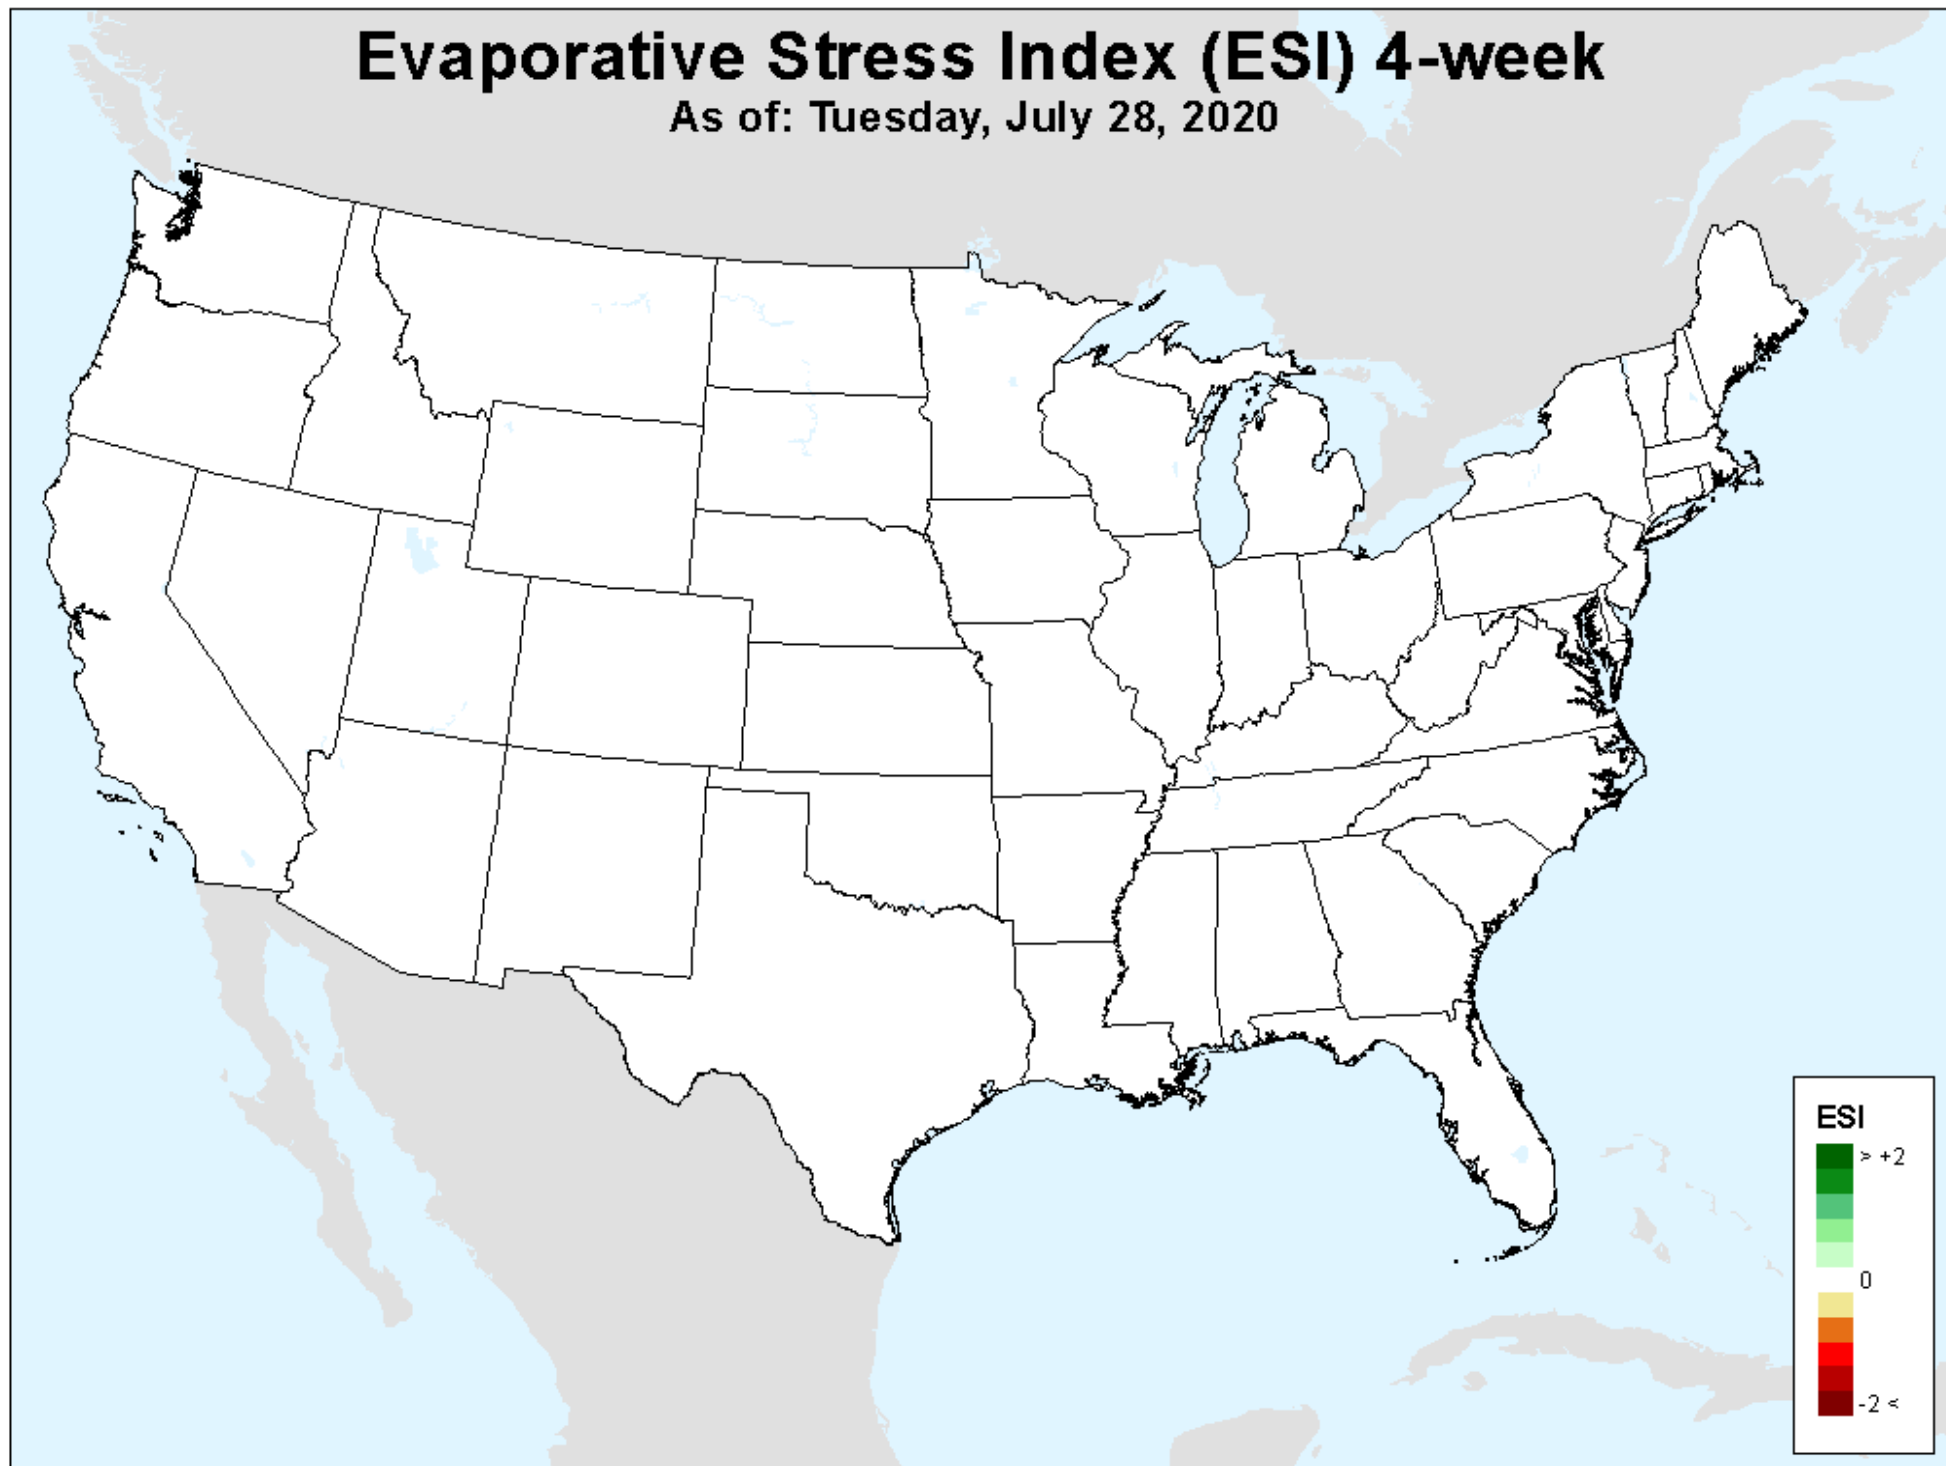 Evaporative Stress Index (ESI) 4-week
As of: Tuesday, July 28, 2020
ESI
> +2
0
-2 <